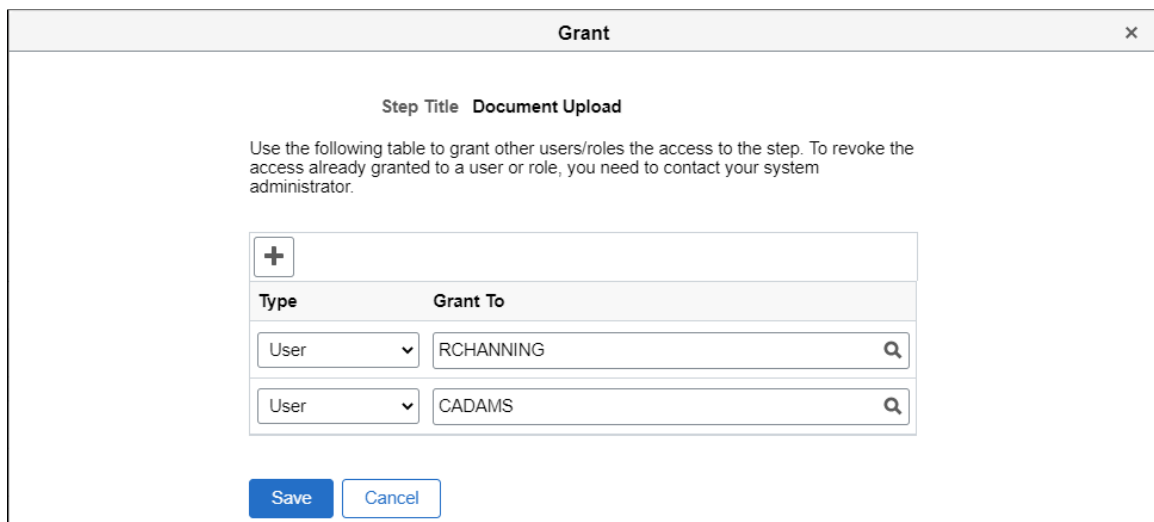 Grant
Step Title Document Upload
Use the following table to grant other users/roles the access to the step. To revoke the
access already granted to a user or role, you need to contact your system
administrator.
Type Grant To
User RCHANNING
User CADAMS
Save Cancel